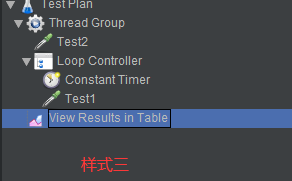 Test Plan
Thread Group
Test2
Loop Controller
Constant Timer
Test1
View Results in Table
样式三